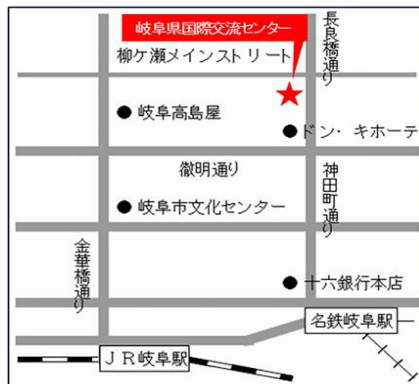 岐阜県国際交流センター
長良橋通り
柳ケ瀬メインストリート
岐阜高島屋
ドン・キホーテ
徹明通り
神田町通り
岐阜市文化センター
金華橋通り
十六銀行本店
名鉄岐阜駅
ＪＲ岐阜駅